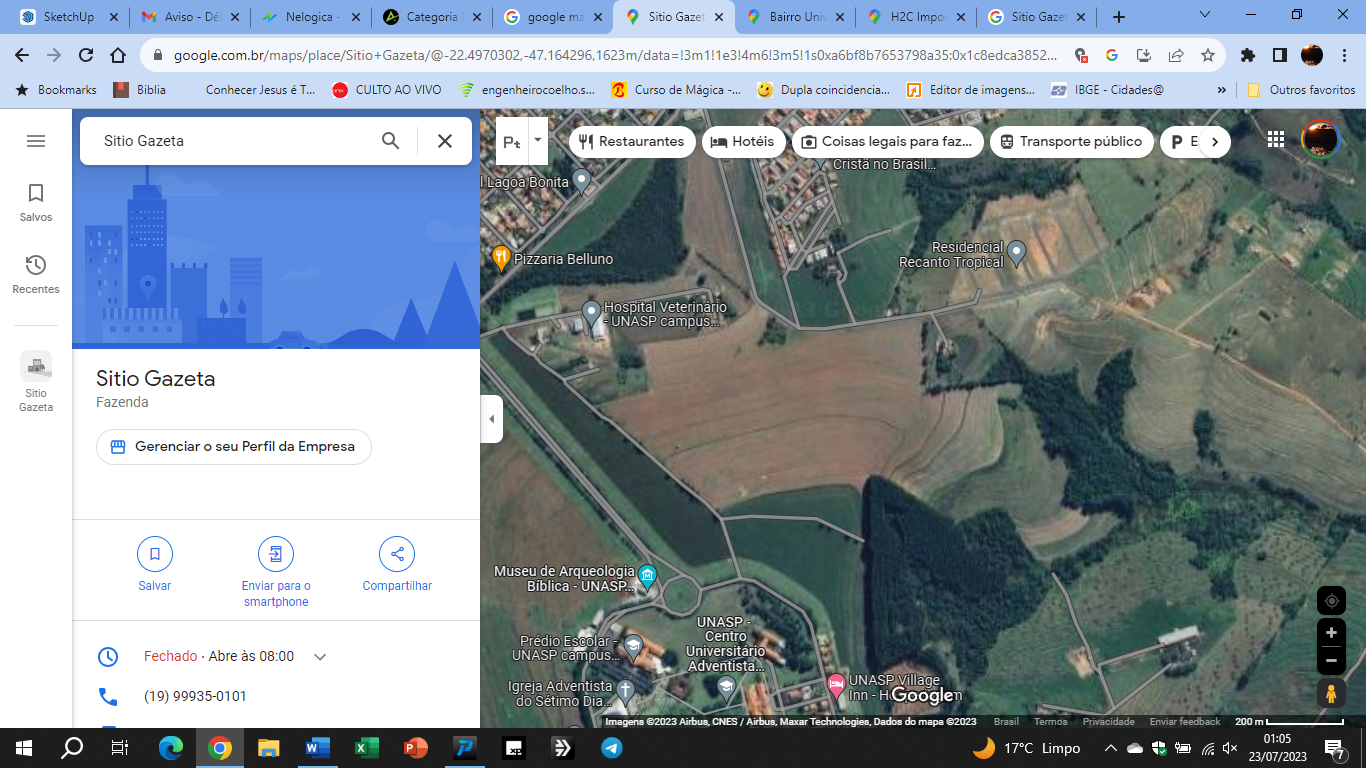 SketchUp
Aviso - Dél
Nelogica -
Categoria
google ma
Sitio Gazet
Bairro Univ
H2C Impor
Sitio Gazet
google.com.br/maps/place/Sitio+Gazeta/@-22.4970302,-47.164296,1623m/data=!3m1!1e3!4m6!3m5!1s0xa6bf8b7653798a35:0x1c8edca3852...
Bookmarks
Biblia
Conhecer Jesus é T...
CULTO AO VIVO
engenheirocoelho.s...
Curso de Mágica -...
Dupla coincidencia...
Editor de imagens...
IBGE - Cidades@
»
Outros favoritos
Sitio Gazeta
Salvos
Recentes
Sitio
Gazeta
Sitio Gazeta
Fazenda
Gerenciar o seu Perfil da Empresa
Salvar
Enviar para o
smartphone
Compartilhar
Fechado · Abre às 08:00
(19) 99935-0101
Restaurantes
Hotéis
Coisas legais para faz...
Transporte público
P E
Cristã no Brasil...
l Lagoa Bonita
Pizzaria Belluno
Residencial
Recanto Tropical
Hospital Veterinário
- UNASP campus...
Museu de Arqueologia
Bíblica - UNASP...
UNASP -
Centro
Universitário
Adventista...
Prédio Escolar -
UNASP campus...
Igreja Adventista
do Sétimo Dia...
UNASP Village
Inn - H
Google
Imagens ©2023 Airbus, CNES / Airbus, Maxar Technologies, Dados do mapa ©2023
Brasil
Termos
Privacidade
Enviar feedback
200 m
17°C Limpo
01:05
23/07/2023
7